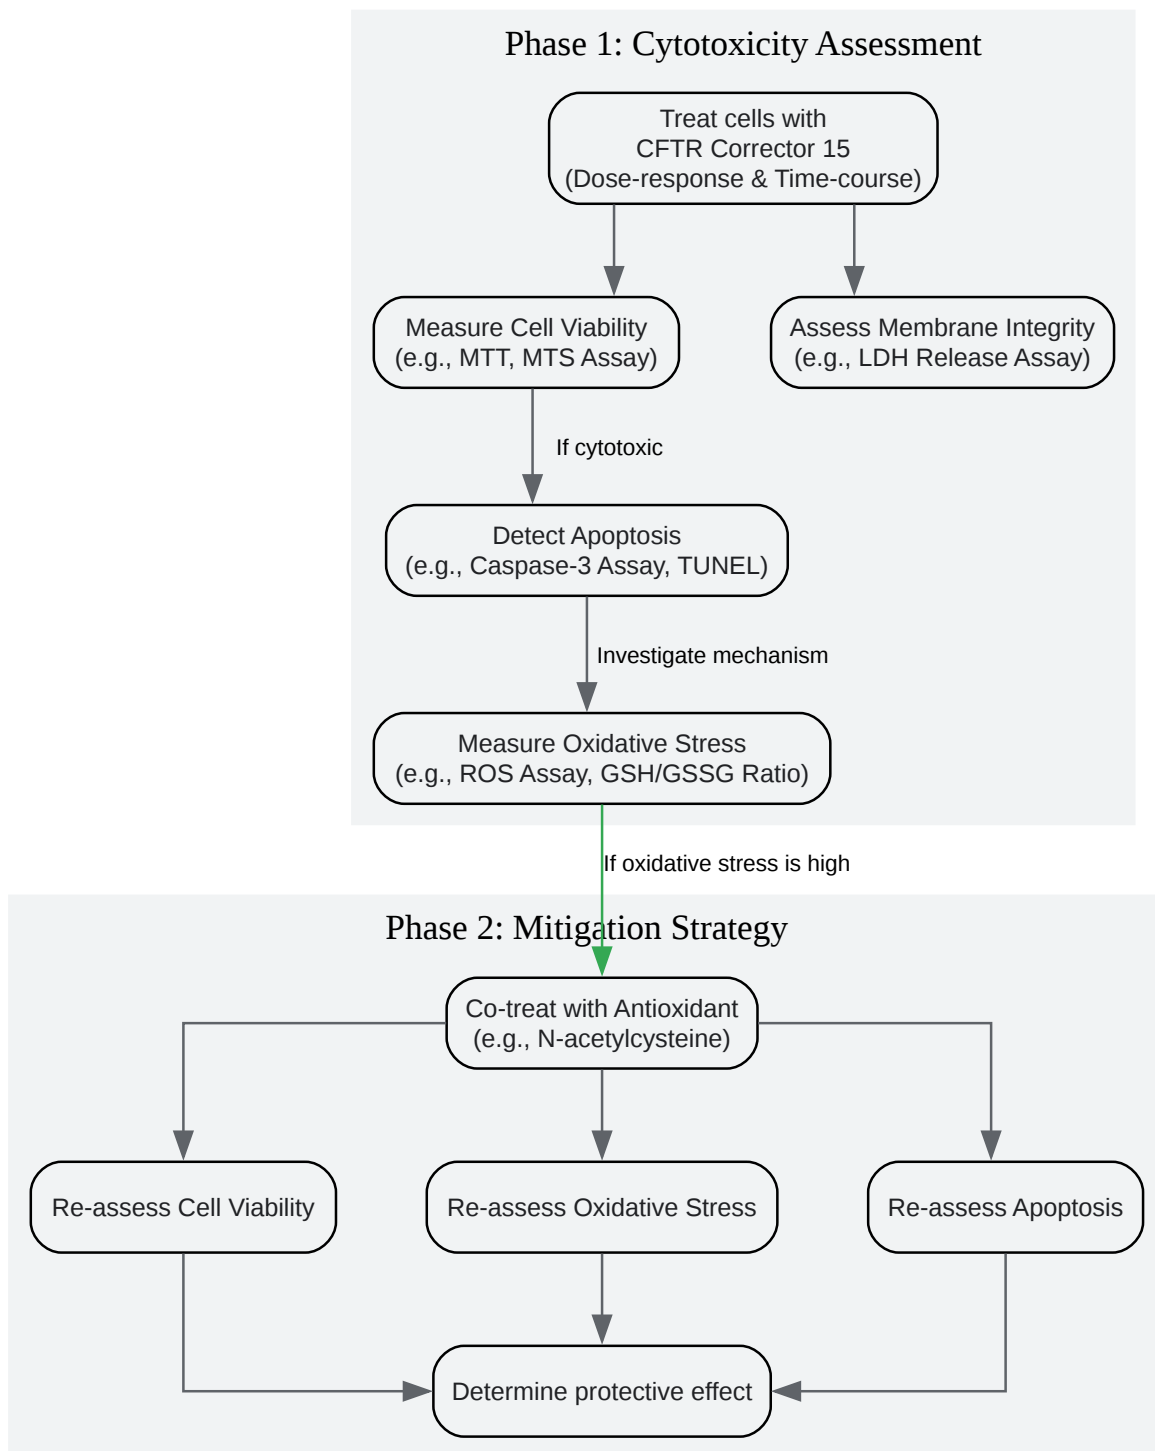 Phase 1: Cytotoxicity Assessment
Treat cells with
CFTR Corrector 15
(Dose-response & Time-course)
Measure Cell Viability
(e.g., MTT, MTS Assay)
Assess Membrane Integrity
(e.g., LDH Release Assay)
If cytotoxic
Detect Apoptosis
(e.g., Caspase-3 Assay, TUNEL)
Investigate mechanism
Measure Oxidative Stress
(e.g., ROS Assay, GSH/GSSG Ratio)
If oxidative stress is high
Phase 2: Mitigation Strategy
Co-treat with Antioxidant
(e.g., N-acetylcysteine)
Re-assess Cell Viability
Re-assess Oxidative Stress
Re-assess Apoptosis
Determine protective effect